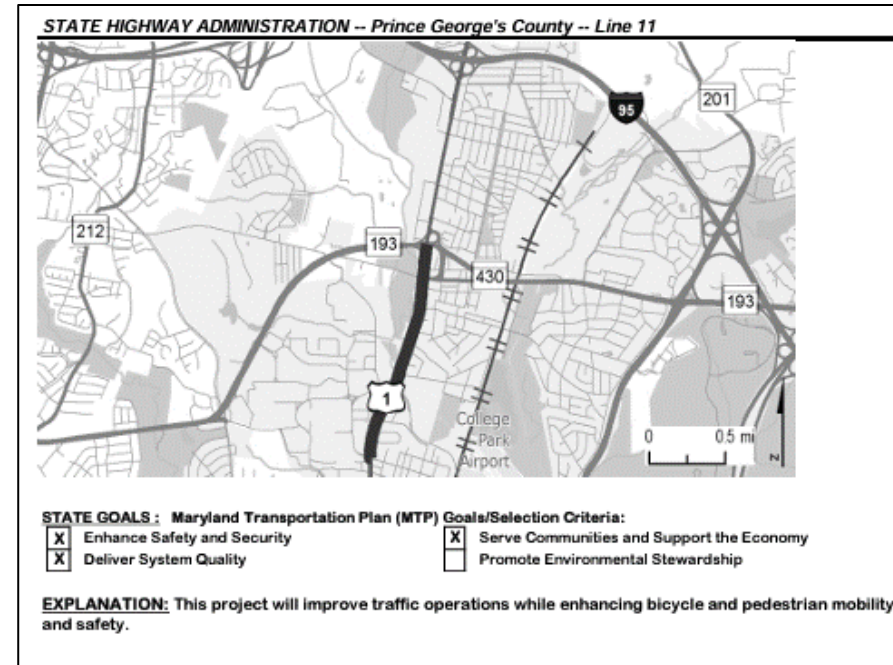 STATE HIGHWAY ADMINISTRATION -- Prince George's County -- Line 11
95
201
212
193
430
193
1
College
Park
Airport
0 0.5 mi
N
STATE GOALS : Maryland Transportation Plan (MTP) Goals/Selection Criteria:
X Enhance Safety and Security
X Serve Communities and Support the Economy
X Deliver System Quality
Promote Environmental Stewardship
EXPLANATION: This project will improve traffic operations while enhancing bicycle and pedestrian mobility
and safety.